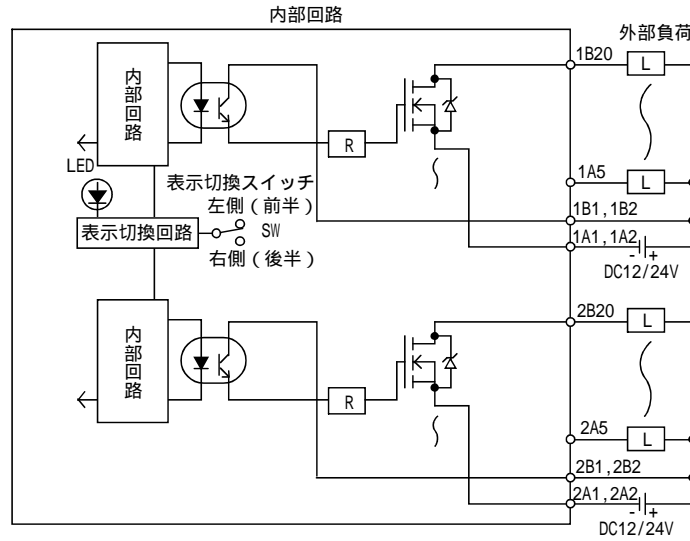 内部回路
外部負荷
内部回路
1B20
L
R
LED
表示切換スイッチ
1A5
L
左側(前半)
1B1,1B2
表示切換回路
SW
1A1,1A2
右側(後半)
- +
DC12/24V
内部回路
2B20
L
R
2A5
L
2B1,2B2
2A1,2A2
- +
DC12/24V